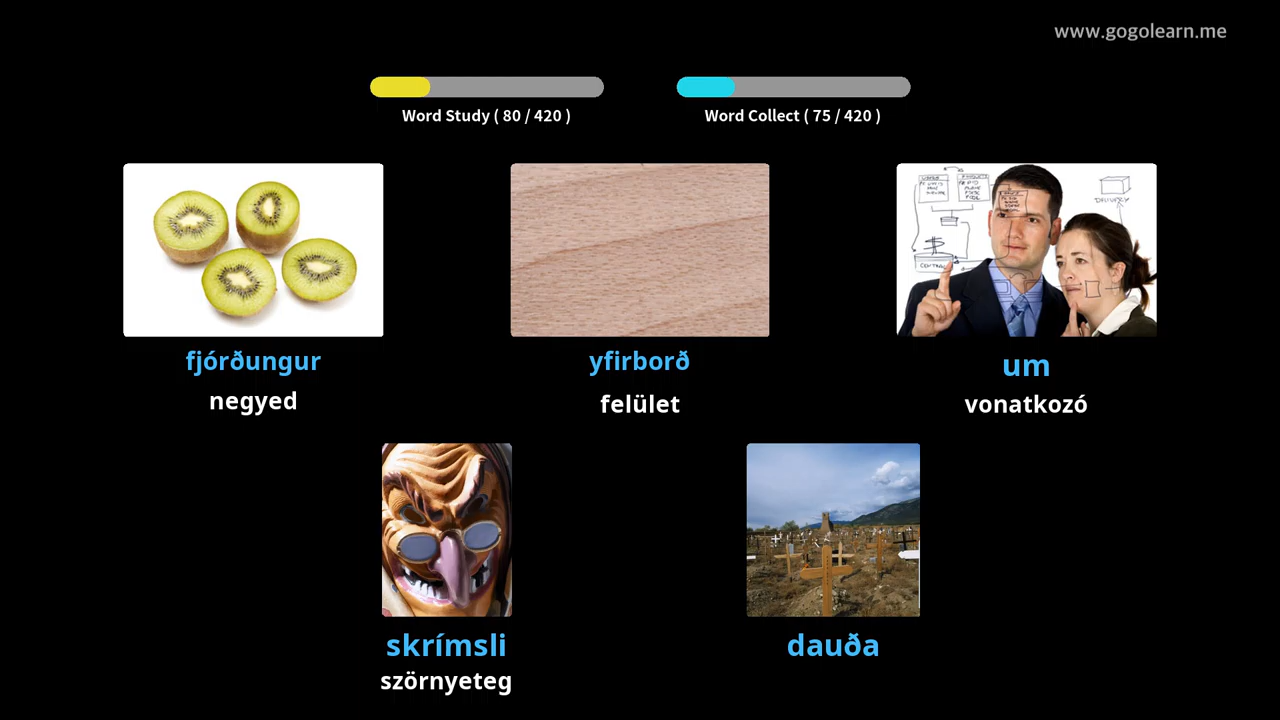 www.gogolearn.me
Word Study ( 80 / 420 )
Word Collect ( 75 / 420 )
fjórðungur
negyed
yfirborð
felület
um
vonatkozó
skrímsli
szörnyeteg
dauða